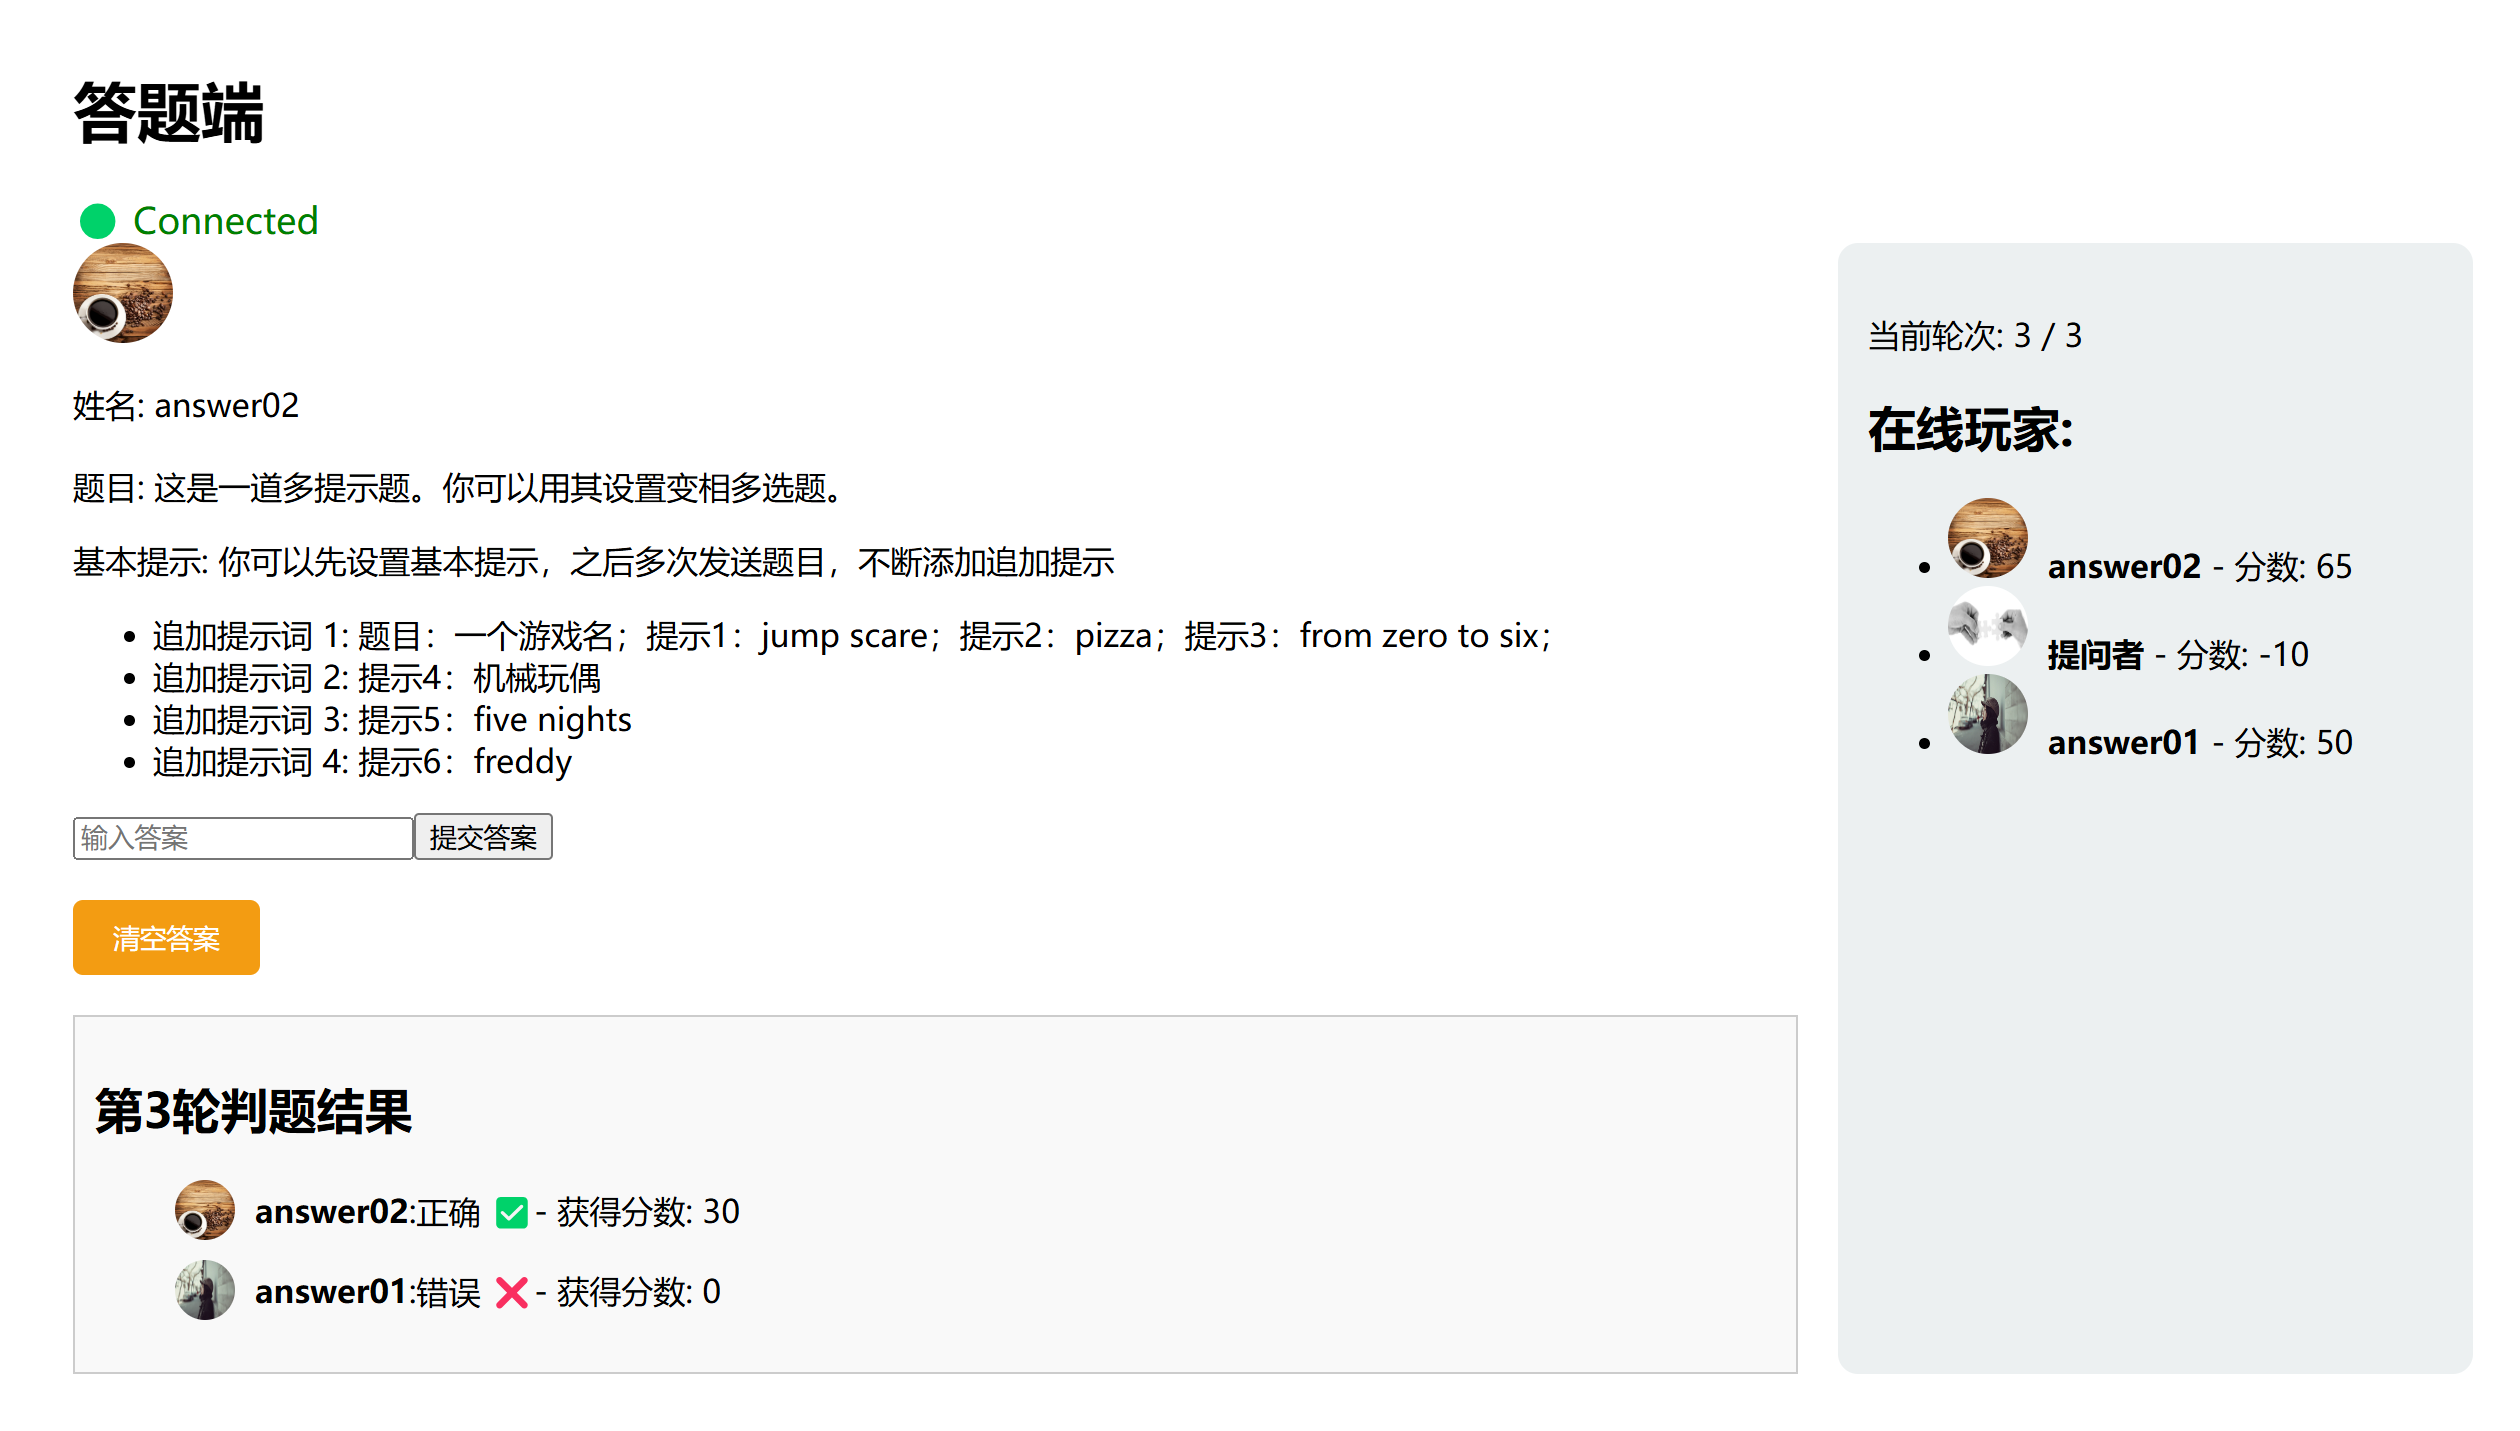 答题端
Connected
姓名: answer02
题目: 这是一道多提示题。你可以用其设置变相多选题。
基本提示: 你可以先设置基本提示，之后多次发送题目，不断添加追加提示
追加提示词 1: 题目：一个游戏名；提示1：jump scare；提示2：pizza；提示3：from zero to six；
追加提示词 2: 提示4：机械玩偶
追加提示词 3: 提示5：five nights
追加提示词 4: 提示6：freddy
输入答案 提交答案
清空答案
第3轮判题结果
answer02:正确 ✅ - 获得分数: 30
answer01:错误 ❌ - 获得分数: 0
当前轮次: 3 / 3
在线玩家:
answer02 - 分数: 65
提问者 - 分数: -10
answer01 - 分数: 50